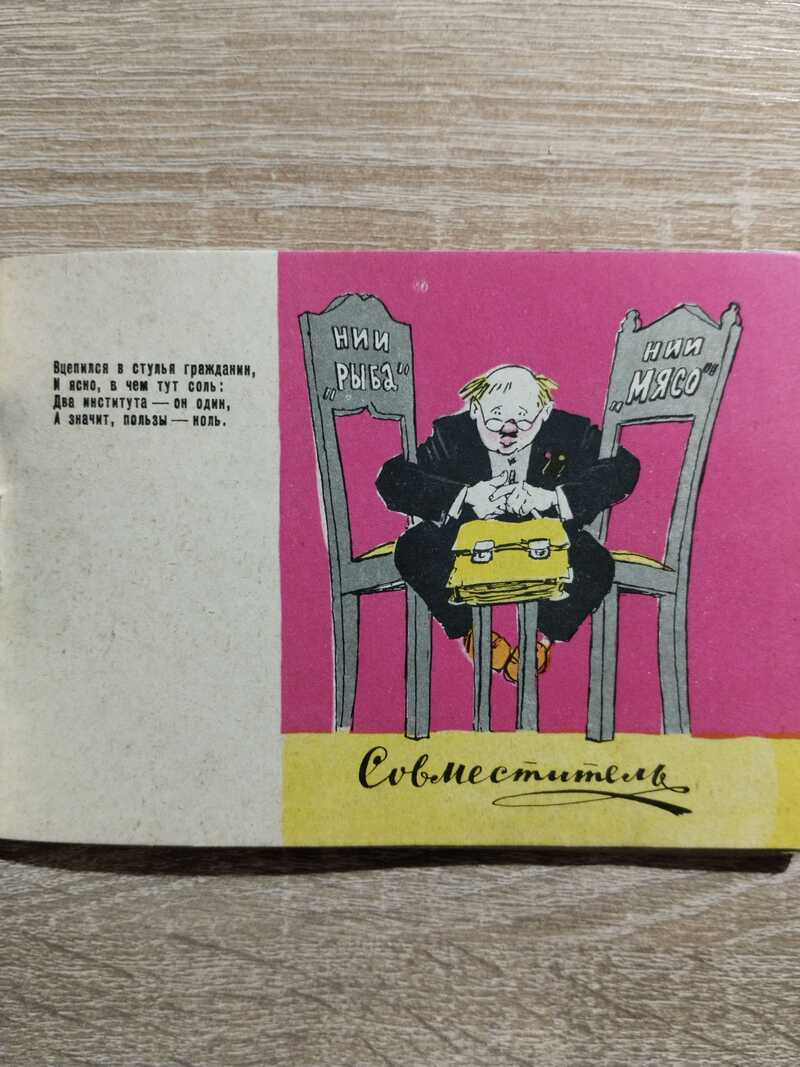 Вцепился в стулья гражданин,
И ясно, в чем тут соль:
Два института — он один,
А значит, пользы — ноль.
НИИ
„РЫБА"
НИИ
„МЯСО"
Совместитель